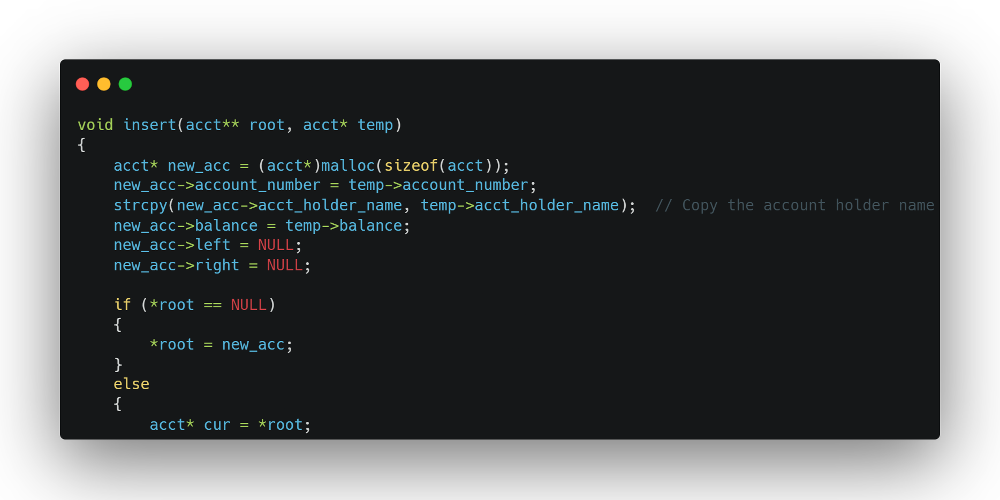 void insert(acct** root, acct* temp)
{
    acct* new_acc = (acct*)malloc(sizeof(acct));
    new_acc->account_number = temp->account_number;
    strcpy(new_acc->acct_holder_name, temp->acct_holder_name);  // Copy the account holder name
    new_acc->balance = temp->balance;
    new_acc->left = NULL;
    new_acc->right = NULL;

    if (*root == NULL)
    {
        *root = new_acc;
    }
    else
    {
        acct* cur = *root;